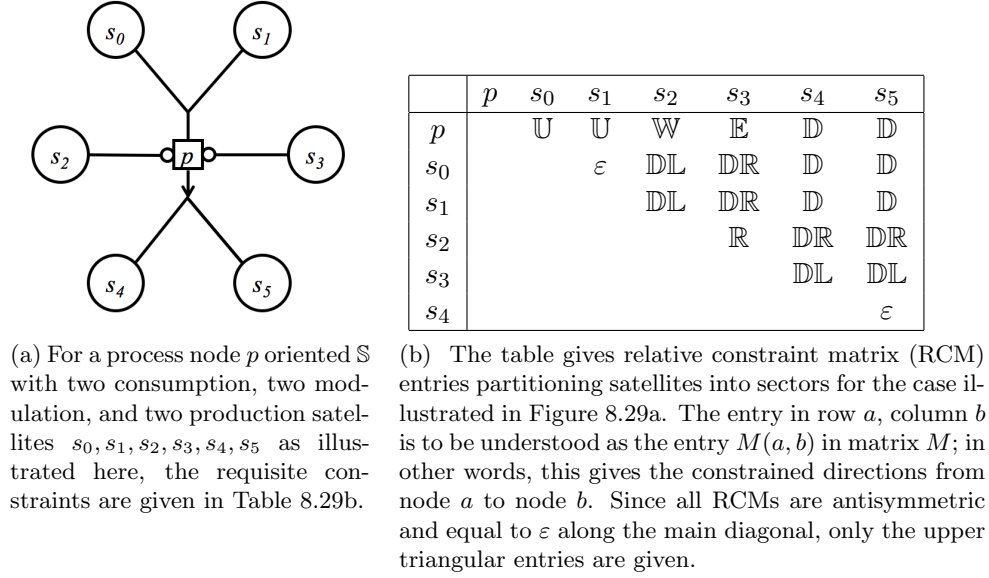 s0 s1
s2 p s3
s4 s5
p s0 s1 s2 s3 s4 s5
p 𝕌 𝕌 𝕎 𝔼 𝔻 𝔻
s0 ε 𝔻𝕃 𝔻ℝ 𝔻 𝔻
s1 𝔻𝕃 𝔻ℝ 𝔻 𝔻
s2 ℝ 𝔻ℝ 𝔻ℝ
s3 𝔻𝕃 𝔻𝕃
s4 ε
(a) For a process node p oriented 𝕊
with two consumption, two mod-
ulation, and two production satel-
lites s0, s1, s2, s3, s4, s5 as illus-
trated here, the requisite con-
straints are given in Table 8.29b.
(b) The table gives relative constraint matrix (RCM)
entries partitioning satellites into sectors for the case il-
lustrated in Figure 8.29a. The entry in row a, column b
is to be understood as the entry M(a, b) in matrix M; in
other words, this gives the constrained directions from
node a to node b. Since all RCMs are antisymmetric
and equal to ε along the main diagonal, only the upper
triangular entries are given.